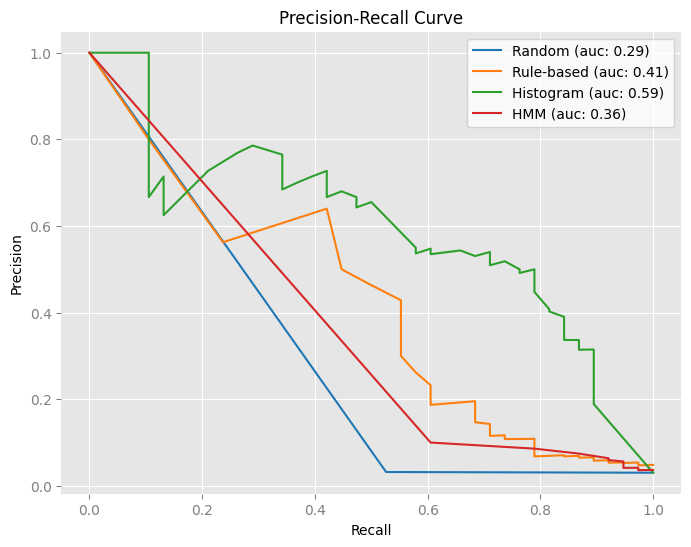 Precision-Recall Curve
Random (auc: 0.29)
Rule-based (auc: 0.41)
Histogram (auc: 0.59)
HMM (auc: 0.36)
Precision
1.0
0.8
0.6
0.4
0.2
0.0
0.0 0.2 0.4 0.6 0.8 1.0
Recall